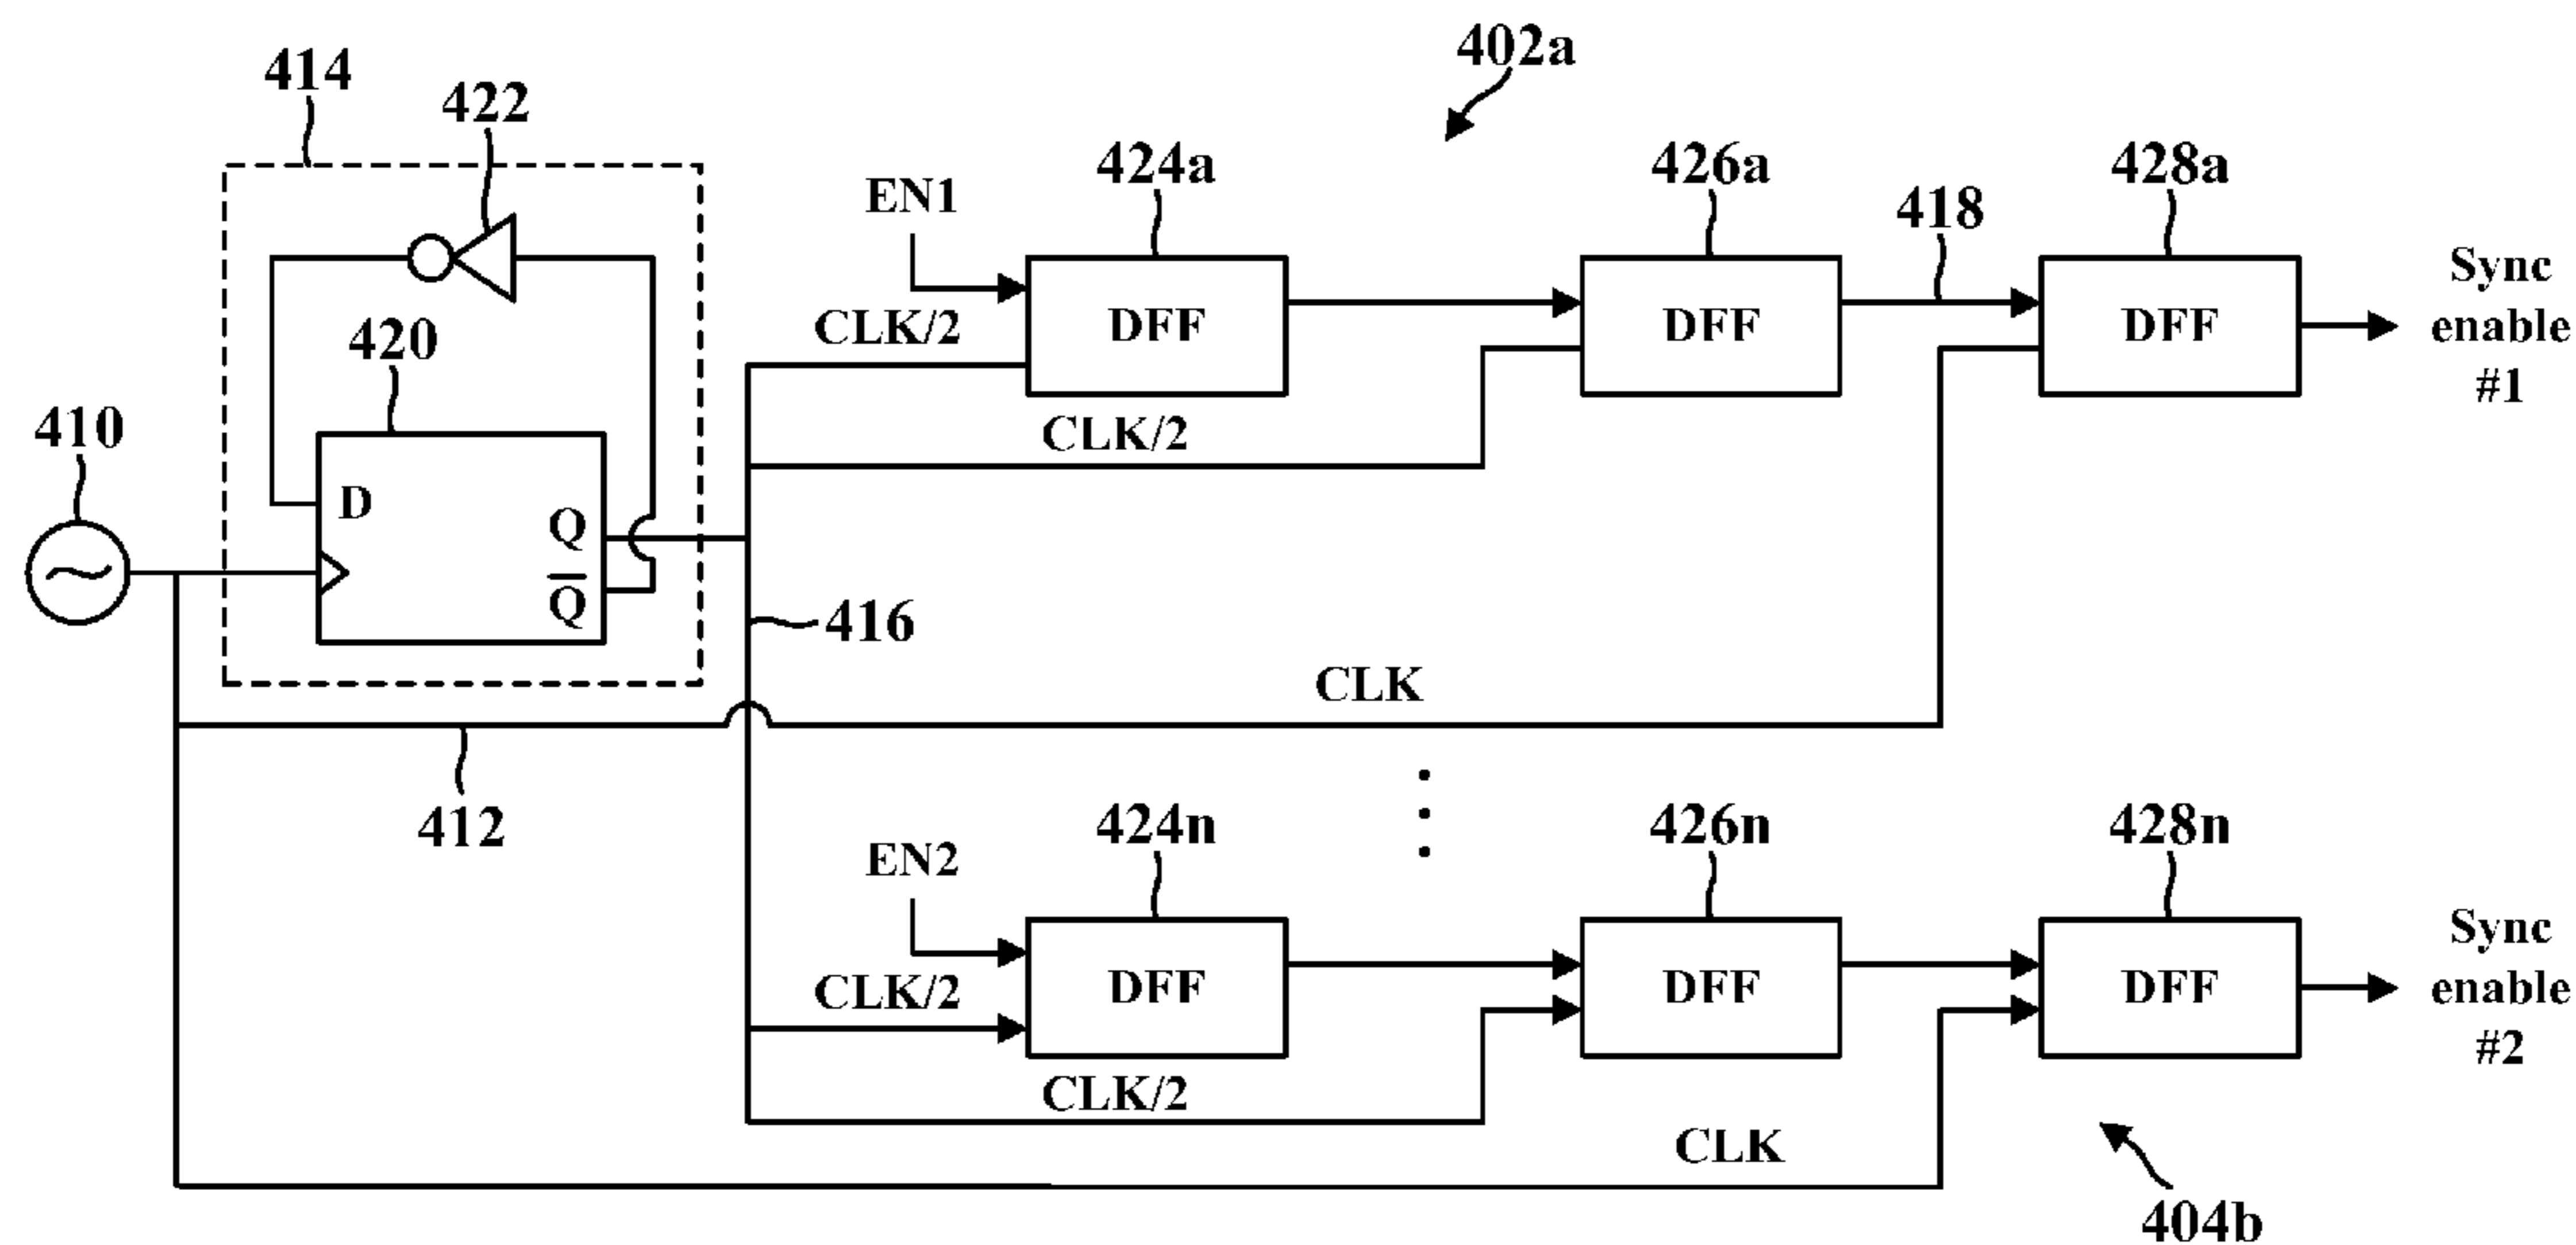 402a
414
422
424a
426a
428a
EN1
418
Sync
enable
#1
CLK/2
DFF
DFF
DFF
420
410
CLK/2
D
Q
Q̅
416
CLK
412
424n
426n
428n
EN2
Sync
enable
#2
CLK/2
DFF
DFF
DFF
CLK/2
CLK
404b